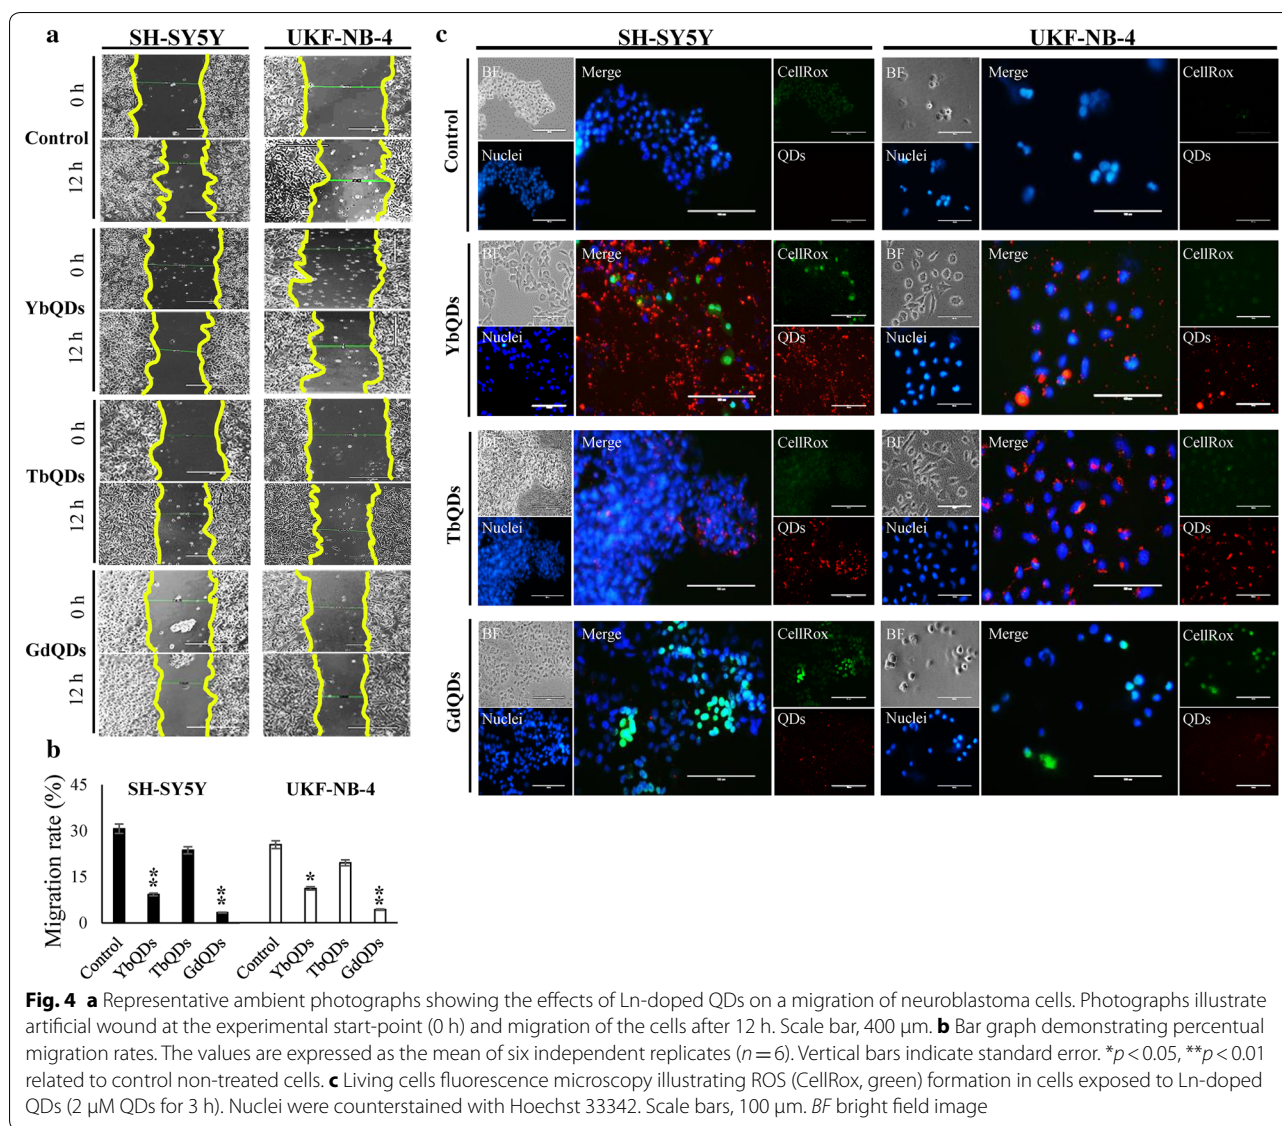 a
SH-SY5Y
UKF-NB-4
Control
0 h
12 h
YbQDs
0 h
12 h
TbQDs
0 h
12 h
GdQDs
0 h
12 h
b
SH-SY5Y
UKF-NB-4
Migration rate (%)
45
30
15
0
**
**
*
**
Control
YbQDs
TbQDs
GdQDs
Control
YbQDs
TbQDs
GdQDs
c
SH-SY5Y
UKF-NB-4
Control
BF
Merge
CellRox
BF
Merge
CellRox
Nuclei
QDs
Nuclei
QDs
YbQDs
BF
Merge
CellRox
BF
Merge
CellRox
Nuclei
QDs
Nuclei
QDs
TbQDs
BF
Merge
CellRox
BF
Merge
CellRox
Nuclei
QDs
Nuclei
QDs
GdQDs
BF
Merge
CellRox
BF
Merge
CellRox
Nuclei
QDs
Nuclei
QDs
Fig. 4 a Representative ambient photographs showing the effects of Ln-doped QDs on a migration of neuroblastoma cells. Photographs illustrate
artificial wound at the experimental start-point (0 h) and migration of the cells after 12 h. Scale bar, 400 μm. b Bar graph demonstrating percentual
migration rates. The values are expressed as the mean of six independent replicates (n = 6). Vertical bars indicate standard error. *p < 0.05, **p < 0.01
related to control non-treated cells. c Living cells fluorescence microscopy illustrating ROS (CellRox, green) formation in cells exposed to Ln-doped
QDs (2 μM QDs for 3 h). Nuclei were counterstained with Hoechst 33342. Scale bars, 100 μm. BF bright field image